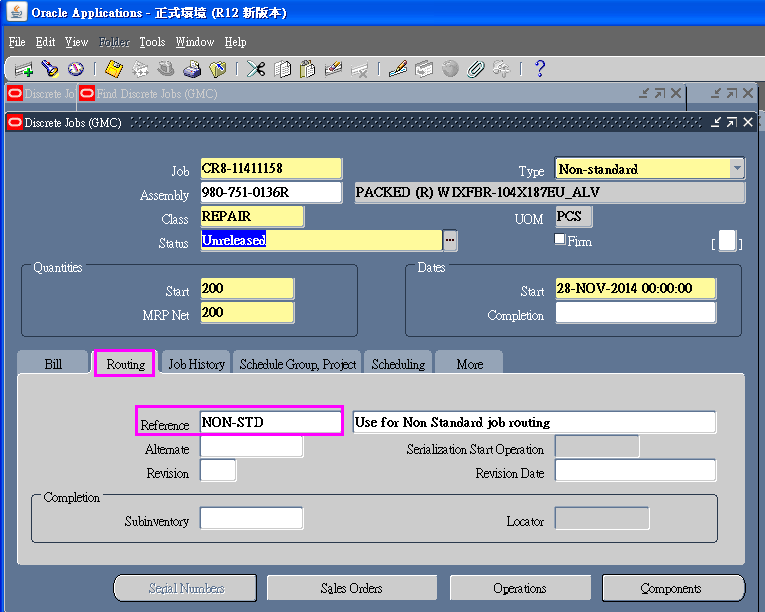 Oracle Applications - 正式環境 (R12 新版本)
File Edit View Folder Tools Window Help
Discrete Jo Find Discrete Jobs (GMC)
Discrete Jobs (GMC)
Job CR8-11411158 Type Non-standard
Assembly 980-751-0136R PACKED (R) WIXFBR-104X187EU_ALV
Class REPAIR UOM PCS
Status Unreleased ... Firm [ ]
Quantities Dates
Start 200 Start 28-NOV-2014 00:00:00
MRP Net 200 Completion
Bill Routing Job History Schedule Group, Project Scheduling More
Reference NON-STD Use for Non Standard job routing
Alternate Serialization Start Operation
Revision Revision Date
Completion
Subinventory Locator
Serial Numbers Sales Orders Operations Components